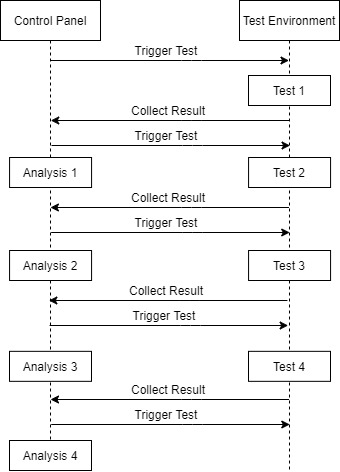 Control Panel
Test Environment
Trigger Test
Test 1
Collect Result
Trigger Test
Analysis 1
Test 2
Collect Result
Trigger Test
Analysis 2
Test 3
Collect Result
Trigger Test
Analysis 3
Test 4
Collect Result
Trigger Test
Analysis 4